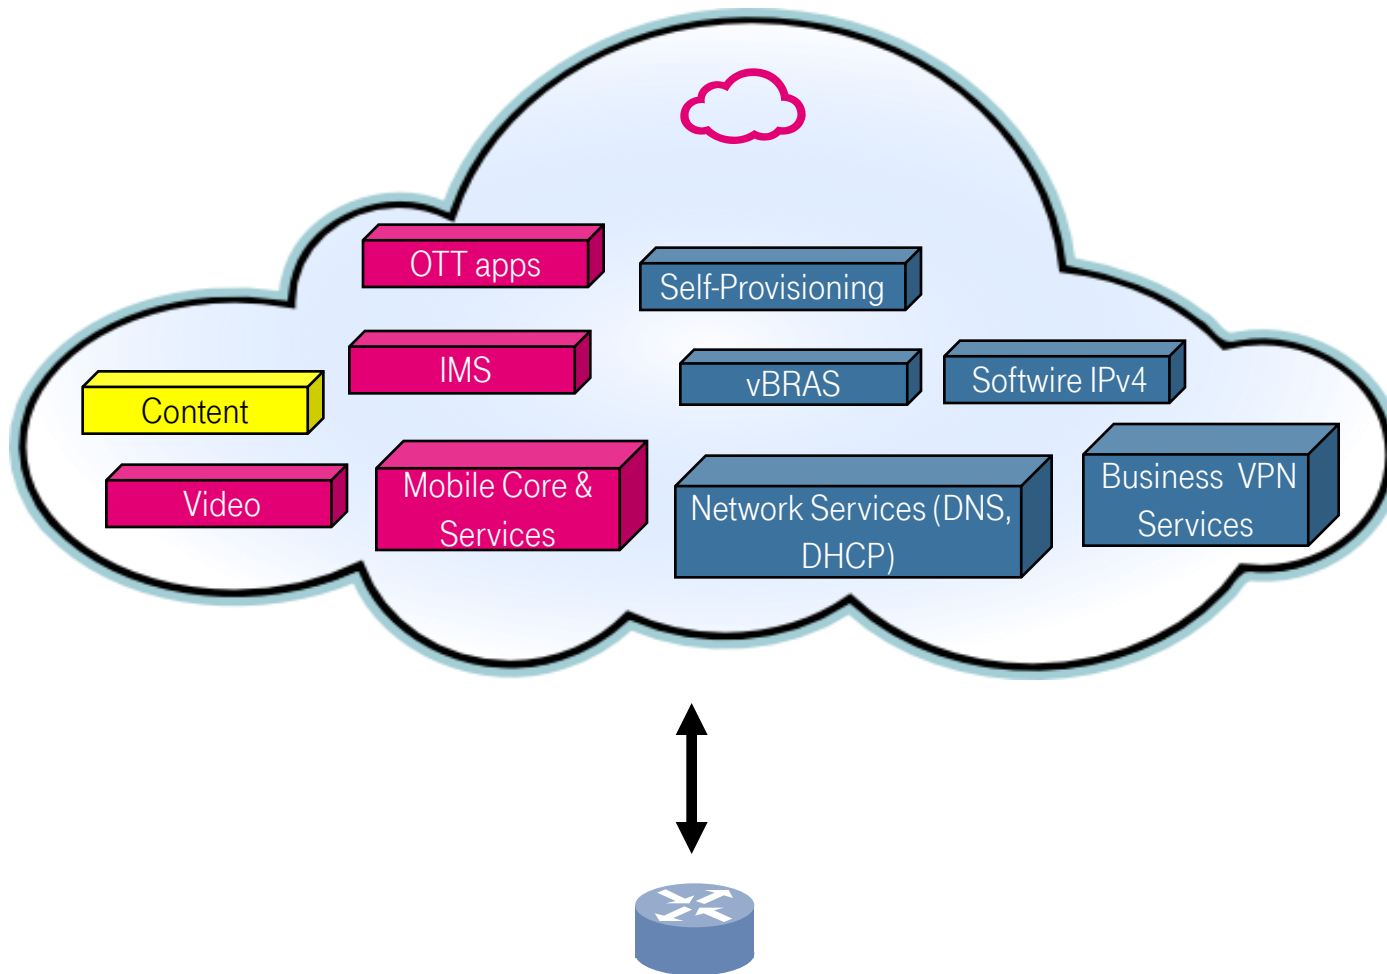 OTT apps
Self-Provisioning
IMS
vBRAS
Softwire IPv4
Content
Video
Mobile Core &
Services
Network Services (DNS,
DHCP)
Business VPN
Services